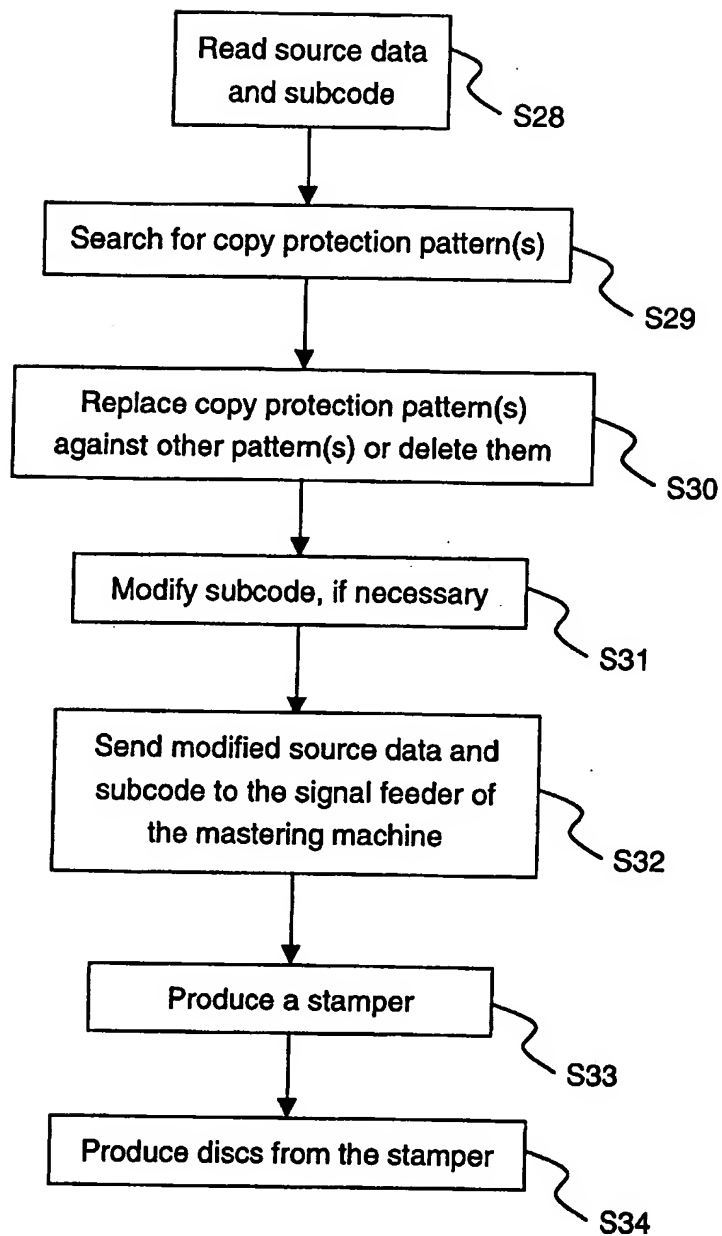 Read source data
and subcode
S28
Search for copy protection pattern(s)
S29
Replace copy protection pattern(s)
against other pattern(s) or delete them
S30
Modify subcode, if necessary
S31
Send modified source data and
subcode to the signal feeder of
the mastering machine
S32
Produce a stamper
S33
Produce discs from the stamper
S34